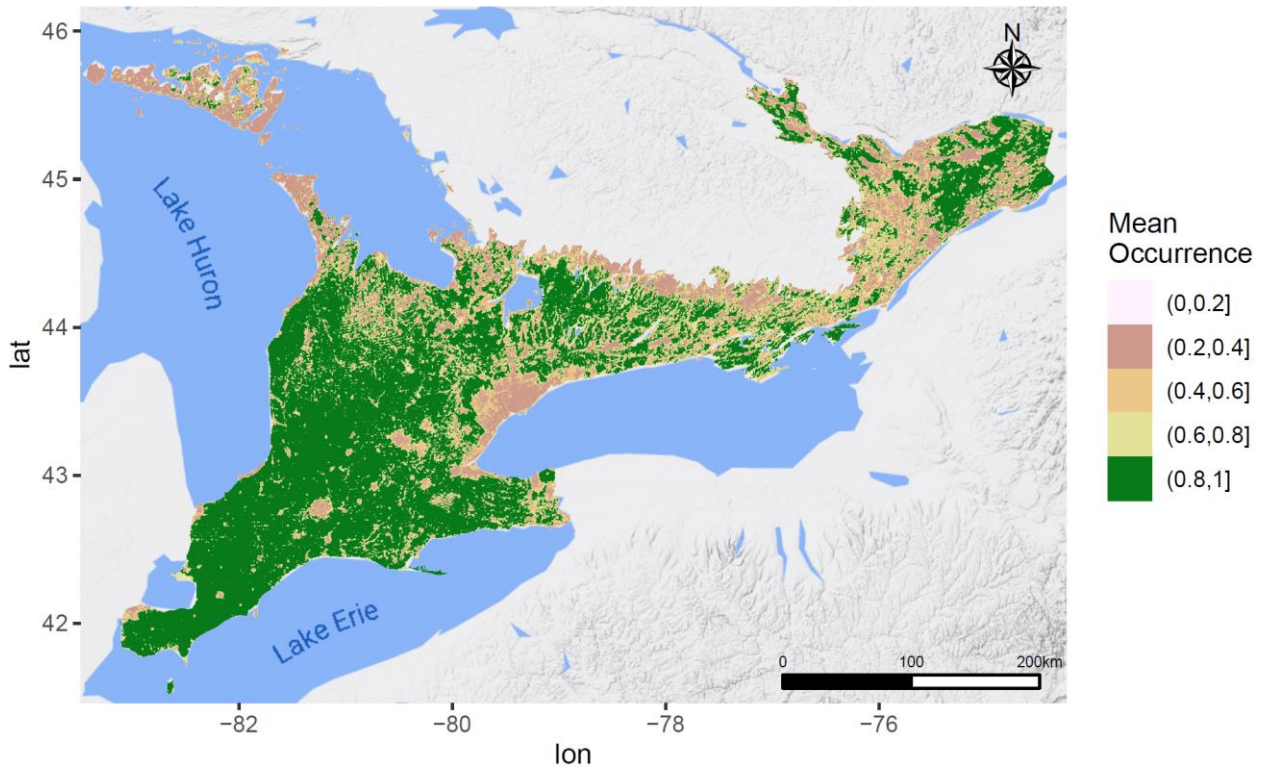 46
45
44
43
42
lat
−82
−80
−78
−76
lon
N
Lake Huron
Lake Erie
0 100 200km
Mean
Occurrence
(0,0.2]
(0.2,0.4]
(0.4,0.6]
(0.6,0.8]
(0.8,1]